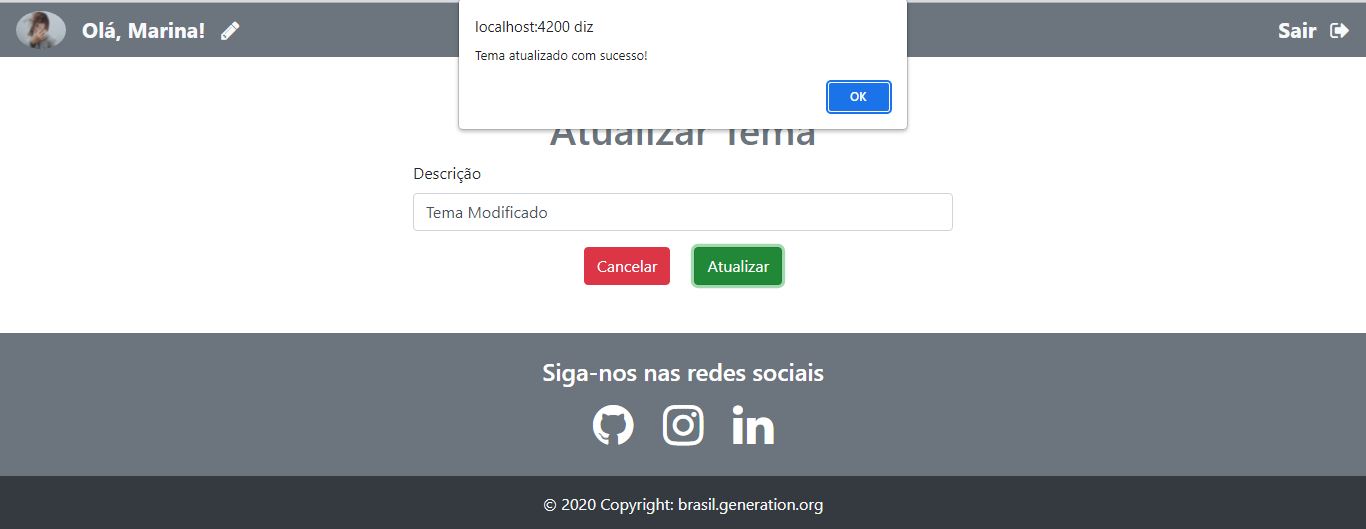 Olá, Marina!
localhost:4200 diz
Tema atualizado com sucesso!
OK
Sair
Atualizar Tema
Descrição
Tema Modificado
Cancelar
Atualizar
Siga-nos nas redes sociais
in
© 2020 Copyright: brasil.generation.org